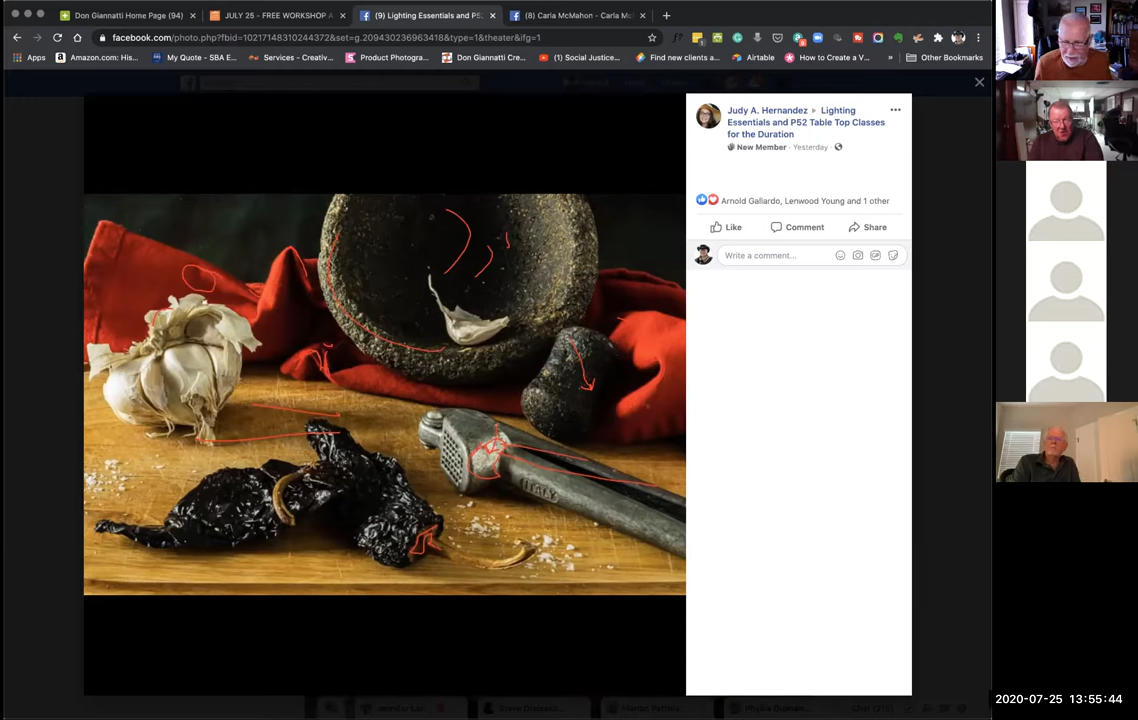 Don Giannatti Home Page (94)
JULY 25 - FREE WORKSHOP A
(9) Lighting Essentials and P52
(8) Carla McMahon - Carla Mc
facebook.com/photo.php?fbid=10217148310244372&set=g.209430236963418&type=1&theater&ifg=1
Apps
Amazon.com: His...
My Quote - SBA E...
Services - Creativ...
Product Photogra...
Don Giannatti Cre...
(1) Social Justice...
Find new clients a...
Airtable
How to Create a V...
»
Other Bookmarks
Judy A. Hernandez ▸ Lighting
Essentials and P52 Table Top Classes
for the Duration
New Member · Yesterday ·
Arnold Gallardo, Lenwood Young and 1 other
Like
Comment
Share
Write a comment...
GIF
ITALY
2020-07-25 13:55:44